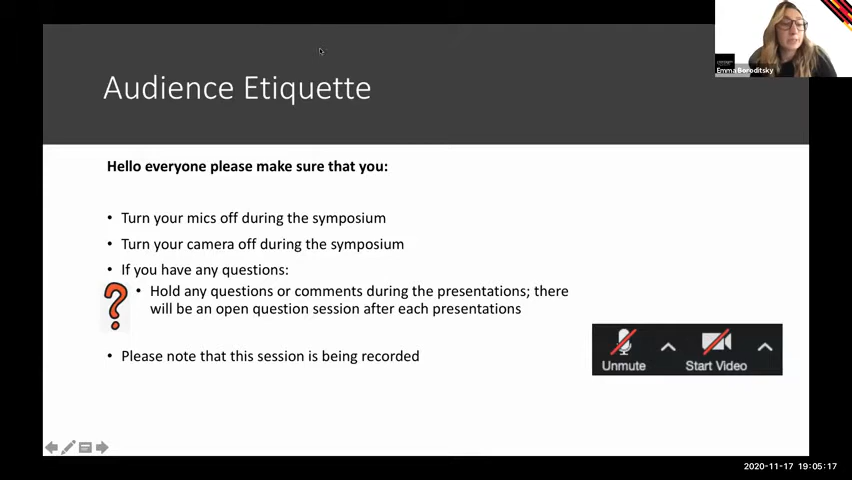 Emma Boroditsky
Audience Etiquette
Hello everyone please make sure that you:
• Turn your mics off during the symposium
• Turn your camera off during the symposium
• If you have any questions:
• Hold any questions or comments during the presentations; there
will be an open question session after each presentations
• Please note that this session is being recorded
Unmute
Start Video
2020-11-17 19:05:17